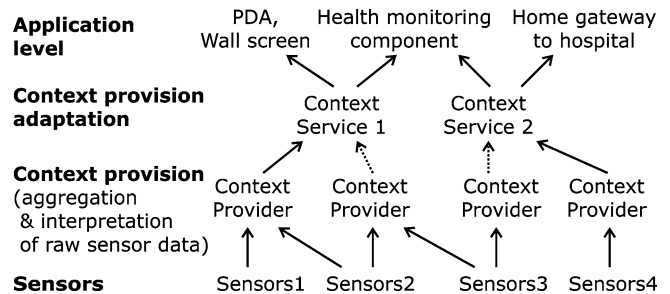 Application level
PDA, Wall screen
Health monitoring component
Home gateway to hospital
Context provision adaptation
Context Service 1
Context Service 2
Context provision
(aggregation
& interpretation
of raw sensor data)
Context Provider
Context Provider
Context Provider
Context Provider
Sensors
Sensors1
Sensors2
Sensors3
Sensors4